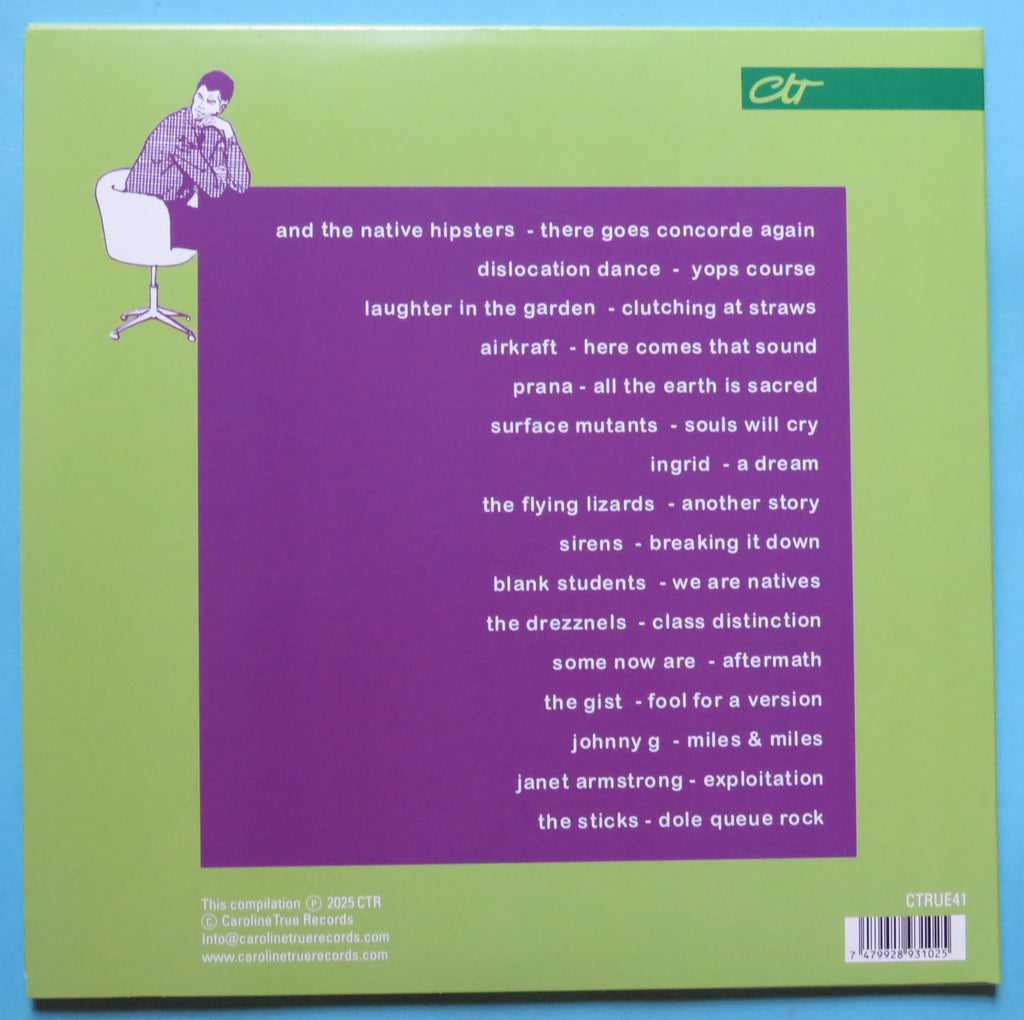 ctr
and the native hipsters - there goes concorde again
dislocation dance - yops course
laughter in the garden - clutching at straws
airkraft - here comes that sound
prana - all the earth is sacred
surface mutants - souls will cry
ingrid - a dream
the flying lizards - another story
sirens - breaking it down
blank students - we are natives
the drezznels - class distinction
some now are - aftermath
the gist - fool for a version
johnny g - miles & miles
janet armstrong - exploitation
the sticks - dole queue rock
This compilation ℗ 2025 CTR
© Caroline True Records
Info@carolinetruerecords.com
www.carolinetruerecords.com
CTRUE41
7 479928 931025